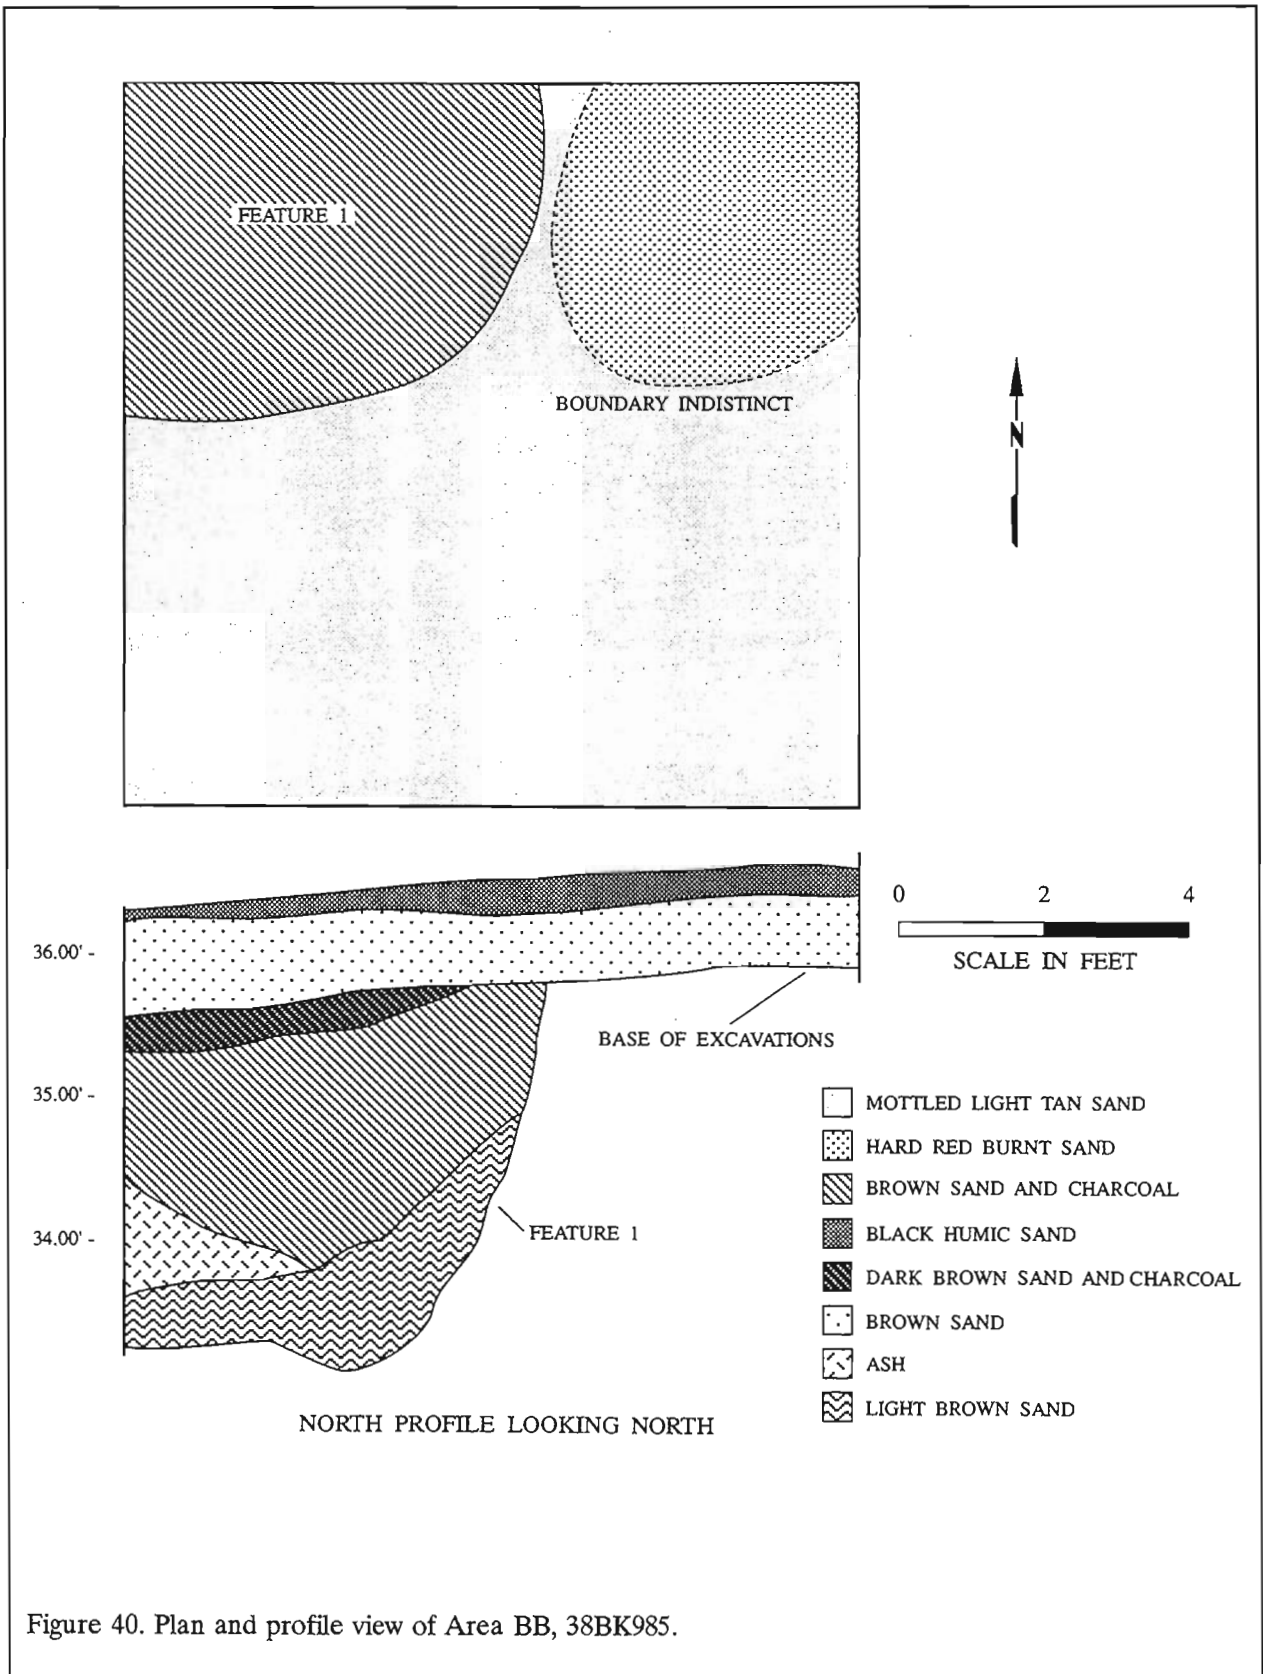 FEATURE 1
BOUNDARY INDISTINCT
N
0 2 4
SCALE IN FEET
36.00' -
BASE OF EXCAVATIONS
35.00' -
34.00' -
FEATURE 1
MOTTLED LIGHT TAN SAND
HARD RED BURNT SAND
BROWN SAND AND CHARCOAL
BLACK HUMIC SAND
DARK BROWN SAND AND CHARCOAL
BROWN SAND
ASH
LIGHT BROWN SAND
NORTH PROFILE LOOKING NORTH
Figure 40. Plan and profile view of Area BB, 38BK985.